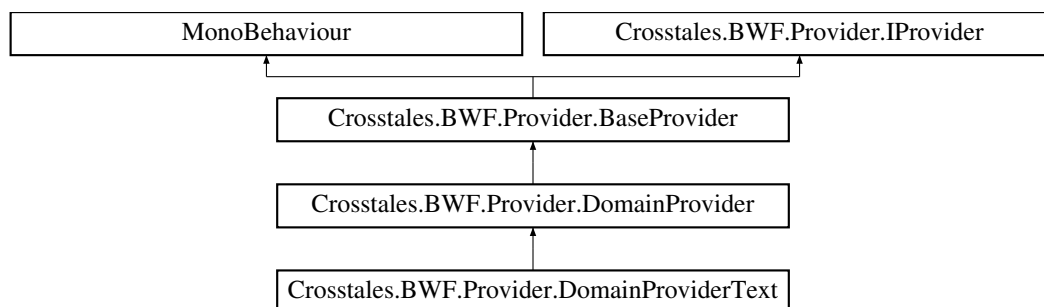 MonoBehaviour
Crosstales.BWF.Provider.IProvider
Crosstales.BWF.Provider.BaseProvider
Crosstales.BWF.Provider.DomainProvider
Crosstales.BWF.Provider.DomainProviderText